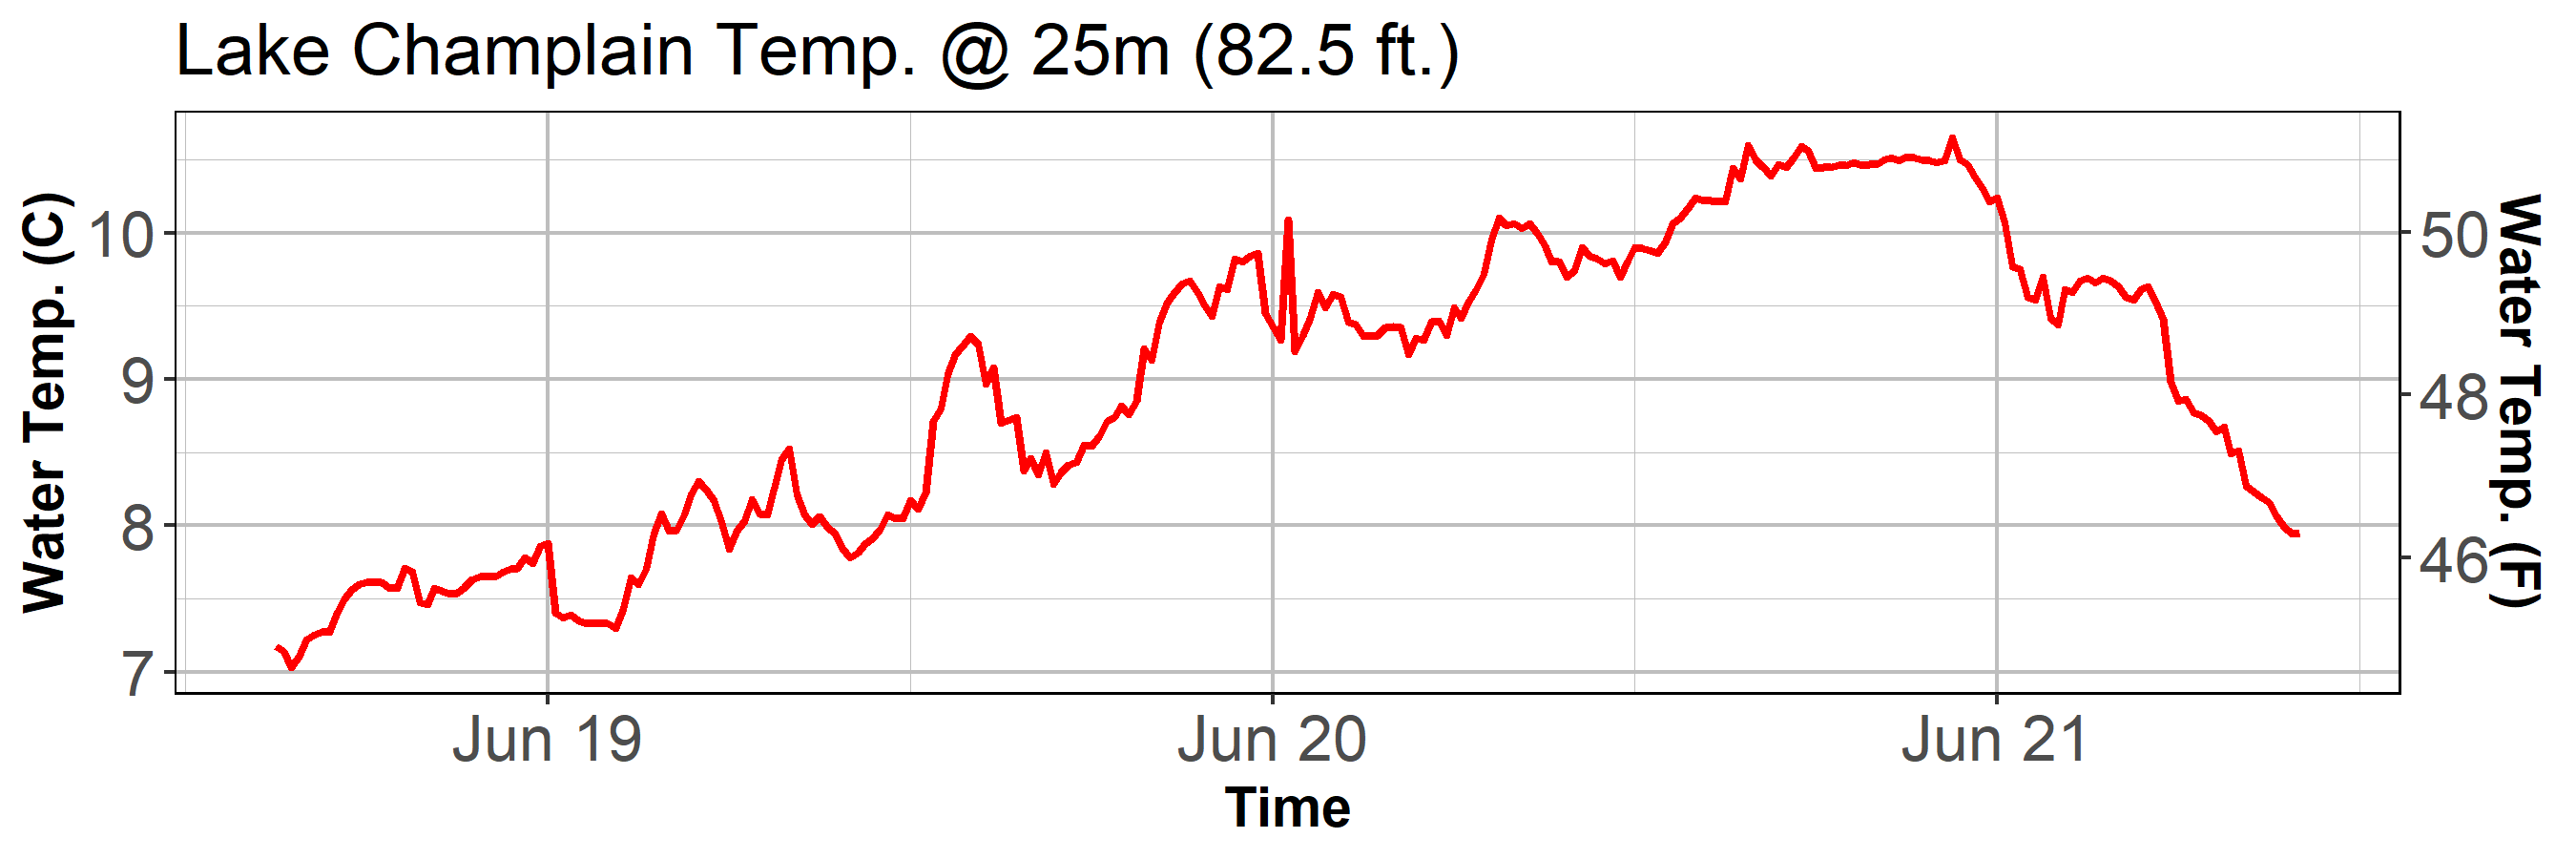 Lake Champlain Temp. @ 25m (82.5 ft.)
Water Temp. (C)
10
9
8
7
50
48
46
Water Temp. (F)
Jun 19
Jun 20
Jun 21
Time